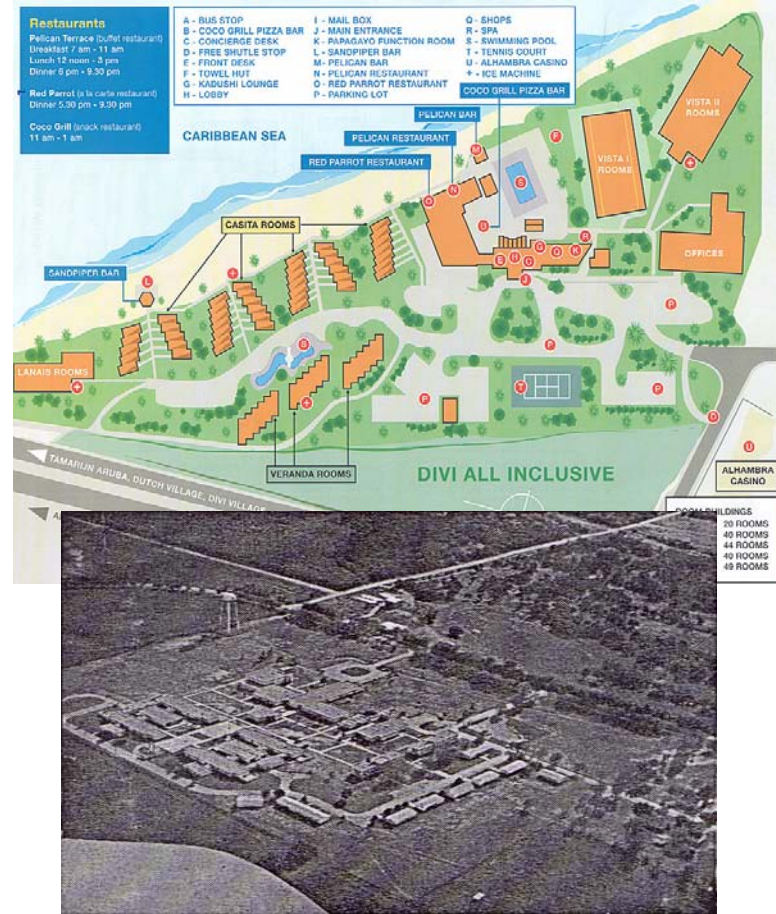 Restaurants
Pelican Terrace (buffet restaurant)
Breakfast 7 am - 11 am
Lunch 12 noon - 3 pm
Dinner 6 pm - 9.30 pm
Red Parrot (a la carte restaurant)
Dinner 5.30 pm - 9.30 pm
Coco Grill (snack restaurant)
11 am - 1 am
A - BUS STOP
B - COCO GRILL PIZZA BAR
C - CONCIERGE DESK
D - FREE SHUTLE STOP
E - FRONT DESK
F - TOWEL HUT
G - KADUSHI LOUNGE
H - LOBBY
I - MAIL BOX
J - MAIN ENTRANCE
K - PAPAGAYO FUNCTION ROOM
L - SANDPIPER BAR
M - PELICAN BAR
N - PELICAN RESTAURANT
O - RED PARROT RESTAURANT
P - PARKING LOT
Q - SHOPS
R - SPA
S - SWIMMING POOL
T - TENNIS COURT
U - ALHAMBRA CASINO
+ - ICE MACHINE
COCO GRILL PIZZA BAR
PELICAN BAR
CARIBBEAN SEA
PELICAN RESTAURANT
RED PARROT RESTAURANT
VISTA II
ROOMS
VISTA I
ROOMS
M
F
N
S
O
CASITA ROOMS
R
G
Q
K
E
H
J
OFFICES
SANDPIPER BAR
L
+
+
P
S
P
LANAIS ROOMS
+
+
P
T
P
D
VERANDA ROOMS
DIVI ALL INCLUSIVE
U
ALHAMBRA
CASINO
TAMARIJN ARUBA, DUTCH VILLAGE, DIVI VILLAGE
20 ROOMS
40 ROOMS
44 ROOMS
40 ROOMS
49 ROOMS